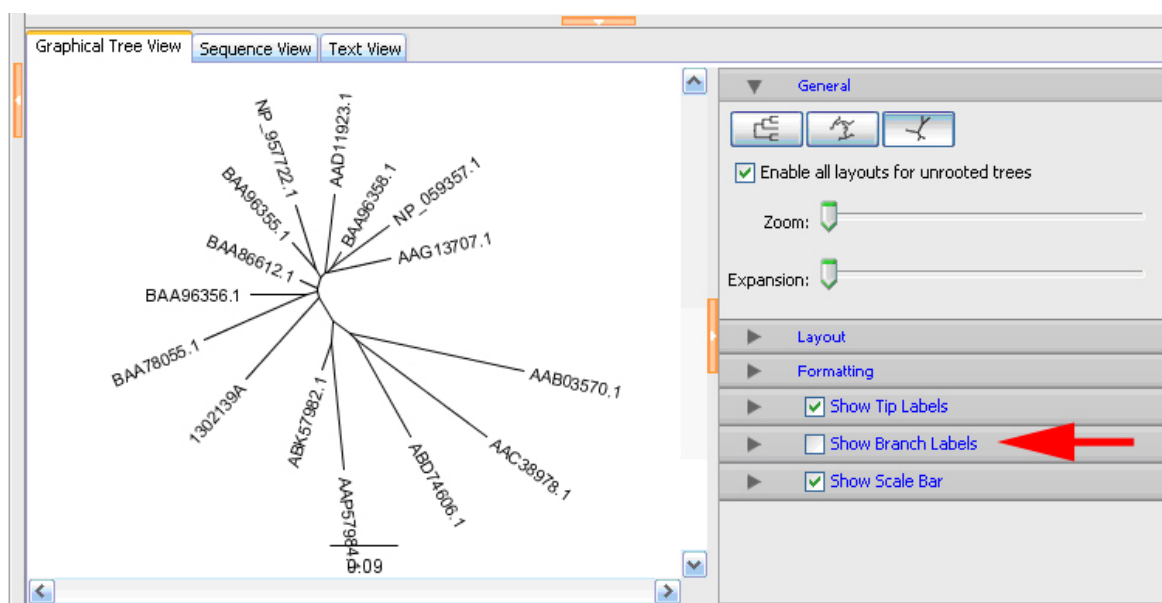 Graphical Tree View
Sequence View
Text View
General
Enable all layouts for unrooted trees
Zoom:
Expansion:
Layout
Formatting
Show Tip Labels
Show Branch Labels
Show Scale Bar
NP_957722.1
AAD11923.1
BAA96358.1
NP_059357.1
AAG13707.1
BAA96355.1
BAA86612.1
BAA96356.1
BAA78055.1
1302139A
ABK57982.1
AAP57984.1
ABD74606.1
AAC38978.1
AAB03570.1
0.09